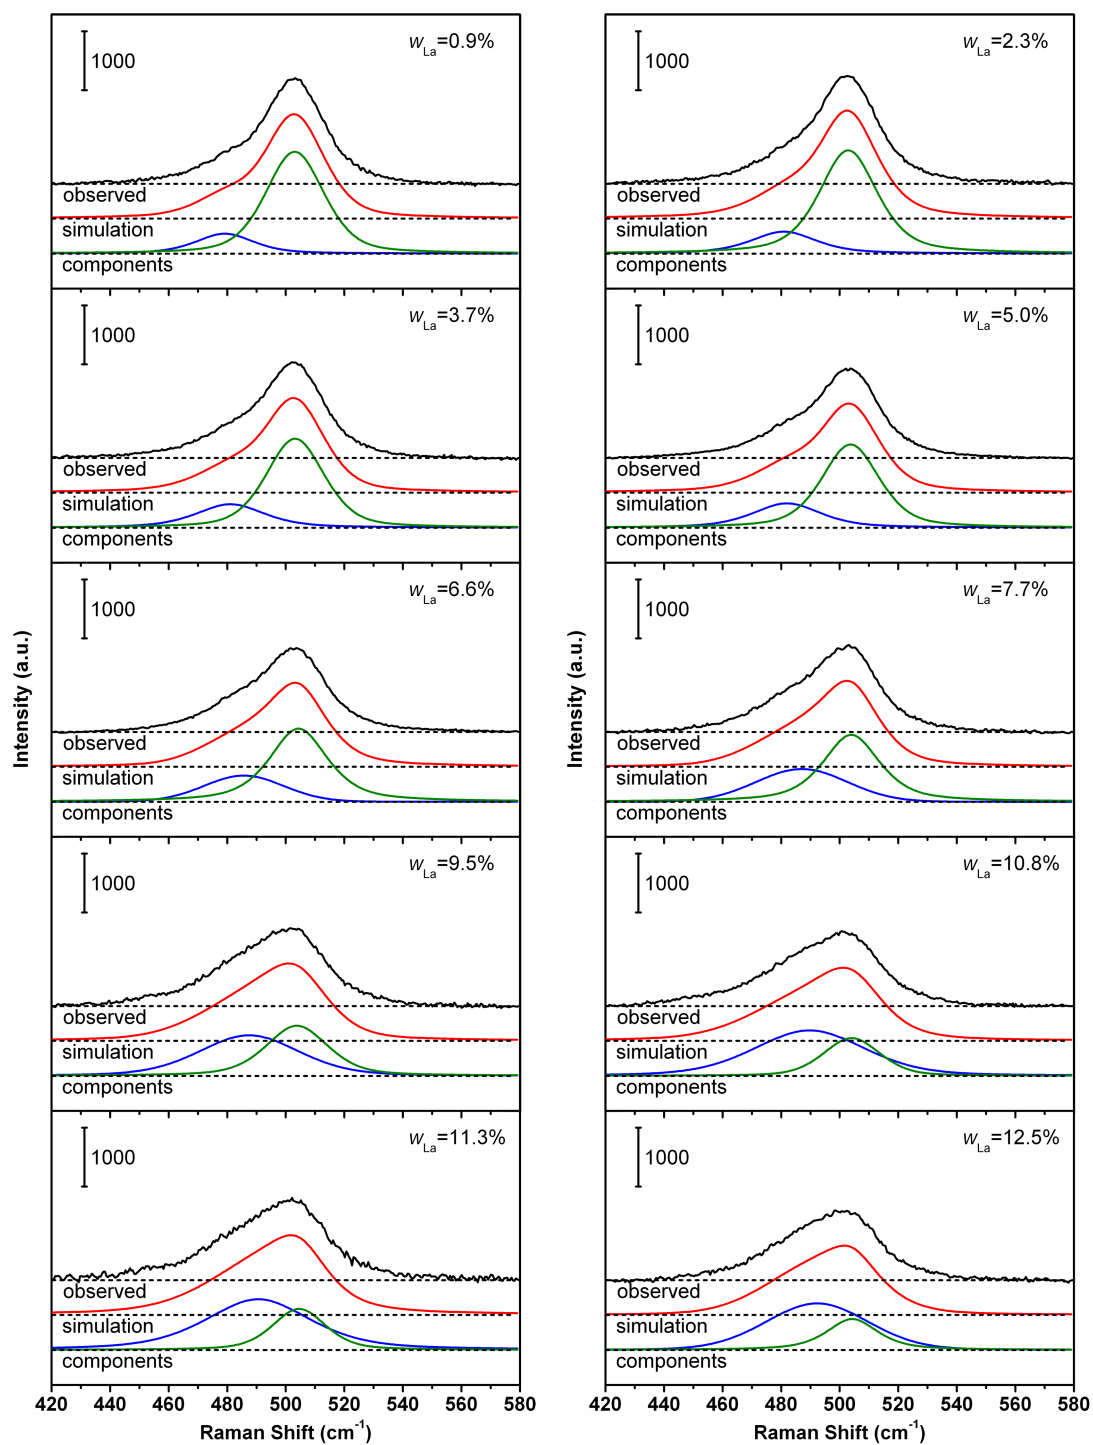 1000
wLa=0.9%
observed
simulation
components
1000
wLa=2.3%
observed
simulation
components
1000
wLa=3.7%
observed
simulation
components
1000
wLa=5.0%
observed
simulation
components
1000
wLa=6.6%
observed
simulation
components
1000
wLa=7.7%
observed
simulation
components
1000
wLa=9.5%
observed
simulation
components
1000
wLa=10.8%
observed
simulation
components
1000
wLa=11.3%
observed
simulation
components
1000
wLa=12.5%
observed
simulation
components
Intensity (a.u.)
Intensity (a.u.)
420 440 460 480 500 520 540 560 580
420 440 460 480 500 520 540 560 580
Raman Shift (cm-1)
Raman Shift (cm-1)